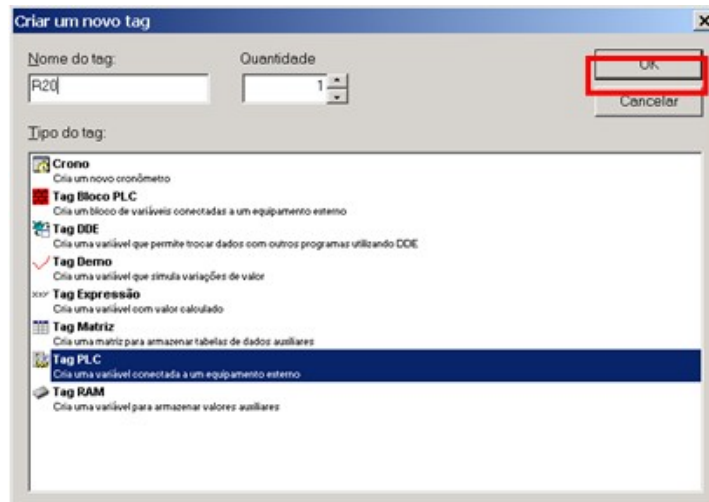 Criar um novo tag
Nome do tag:
Quantidade
R20
1
OK
Cancelar
Tipo do tag:
Crono
Cria um novo cronômetro
Tag Bloco PLC
Cria um bloco de variáveis conectadas a um equipamento externo
Tag DDE
Cria uma variável que permite trocar dados com outros programas utilizando DDE
Tag Demo
Cria uma variável que simula variações de valor
Tag Expressão
Cria uma variável com valor calculado
Tag Matriz
Cria uma matriz para armazenar tabelas de dados auxiliares
Tag PLC
Cria uma variável conectada a um equipamento externo
Tag RAM
Cria uma variável para armazenar valores auxiliares